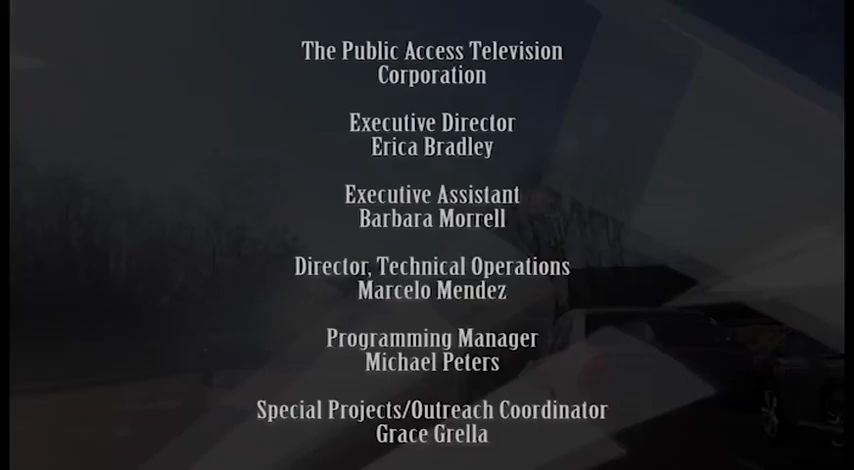 The Public Access Television
Corporation
Executive Director
Erica Bradley
Executive Assistant
Barbara Morrell
Director, Technical Operations
Marcelo Mendez
Programming Manager
Michael Peters
Special Projects/Outreach Coordinator
Grace Grella